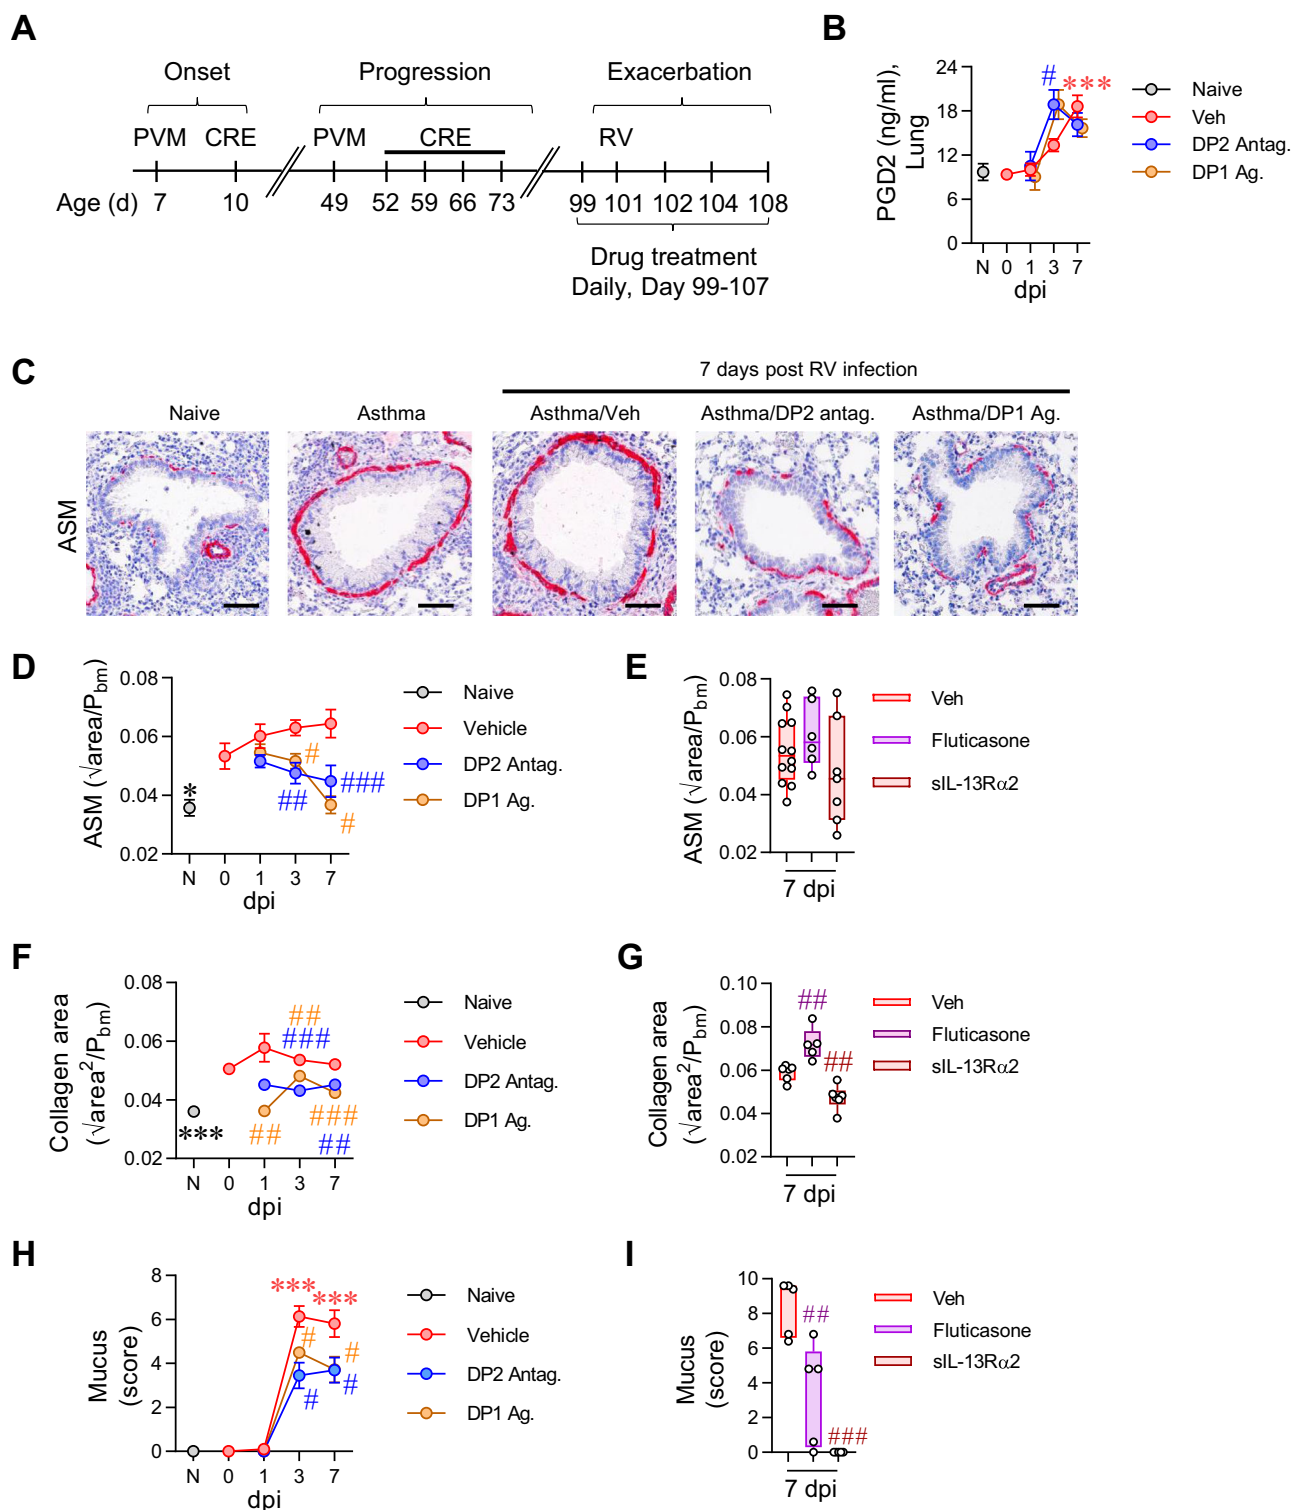 A
Onset Progression Exacerbation
PVM CRE PVM CRE RV
Age (d) 7 10 49 52 59 66 73 99 101 102 104 108
Drug treatment
Daily, Day 99-107
B
PGD2 (ng/ml),
Lung
24
18
12
6
0
# ***
N 0 1 3 7
dpi
Naive
Veh
DP2 Antag.
DP1 Ag.
C
7 days post RV infection
Naive Asthma Asthma/Veh Asthma/DP2 antag. Asthma/DP1 Ag.
ASM
D
ASM (√area/Pbm)
0.08
0.06
0.04
0.02
*
#
##
###
#
N 0 1 3 7
dpi
Naive
Vehicle
DP2 Antag.
DP1 Ag.
E
ASM (√area/Pbm)
0.08
0.06
0.04
0.02
7 dpi
Veh
Fluticasone
sIL-13Rα2
F
Collagen area
(√area²/Pbm)
0.08
0.06
0.04
0.02
***
##
##
###
###
##
N 0 1 3 7
dpi
Naive
Vehicle
DP2 Antag.
DP1 Ag.
G
Collagen area
(√area²/Pbm)
0.10
0.08
0.06
0.04
0.02
##
##
7 dpi
Veh
Fluticasone
sIL-13Rα2
H
Mucus
(score)
8
6
4
2
0
*** ***
#
#
#
#
N 0 1 3 7
dpi
Naive
Vehicle
DP2 Antag.
DP1 Ag.
I
Mucus
(score)
10
8
6
4
2
0
##
###
7 dpi
Veh
Fluticasone
sIL-13Rα2